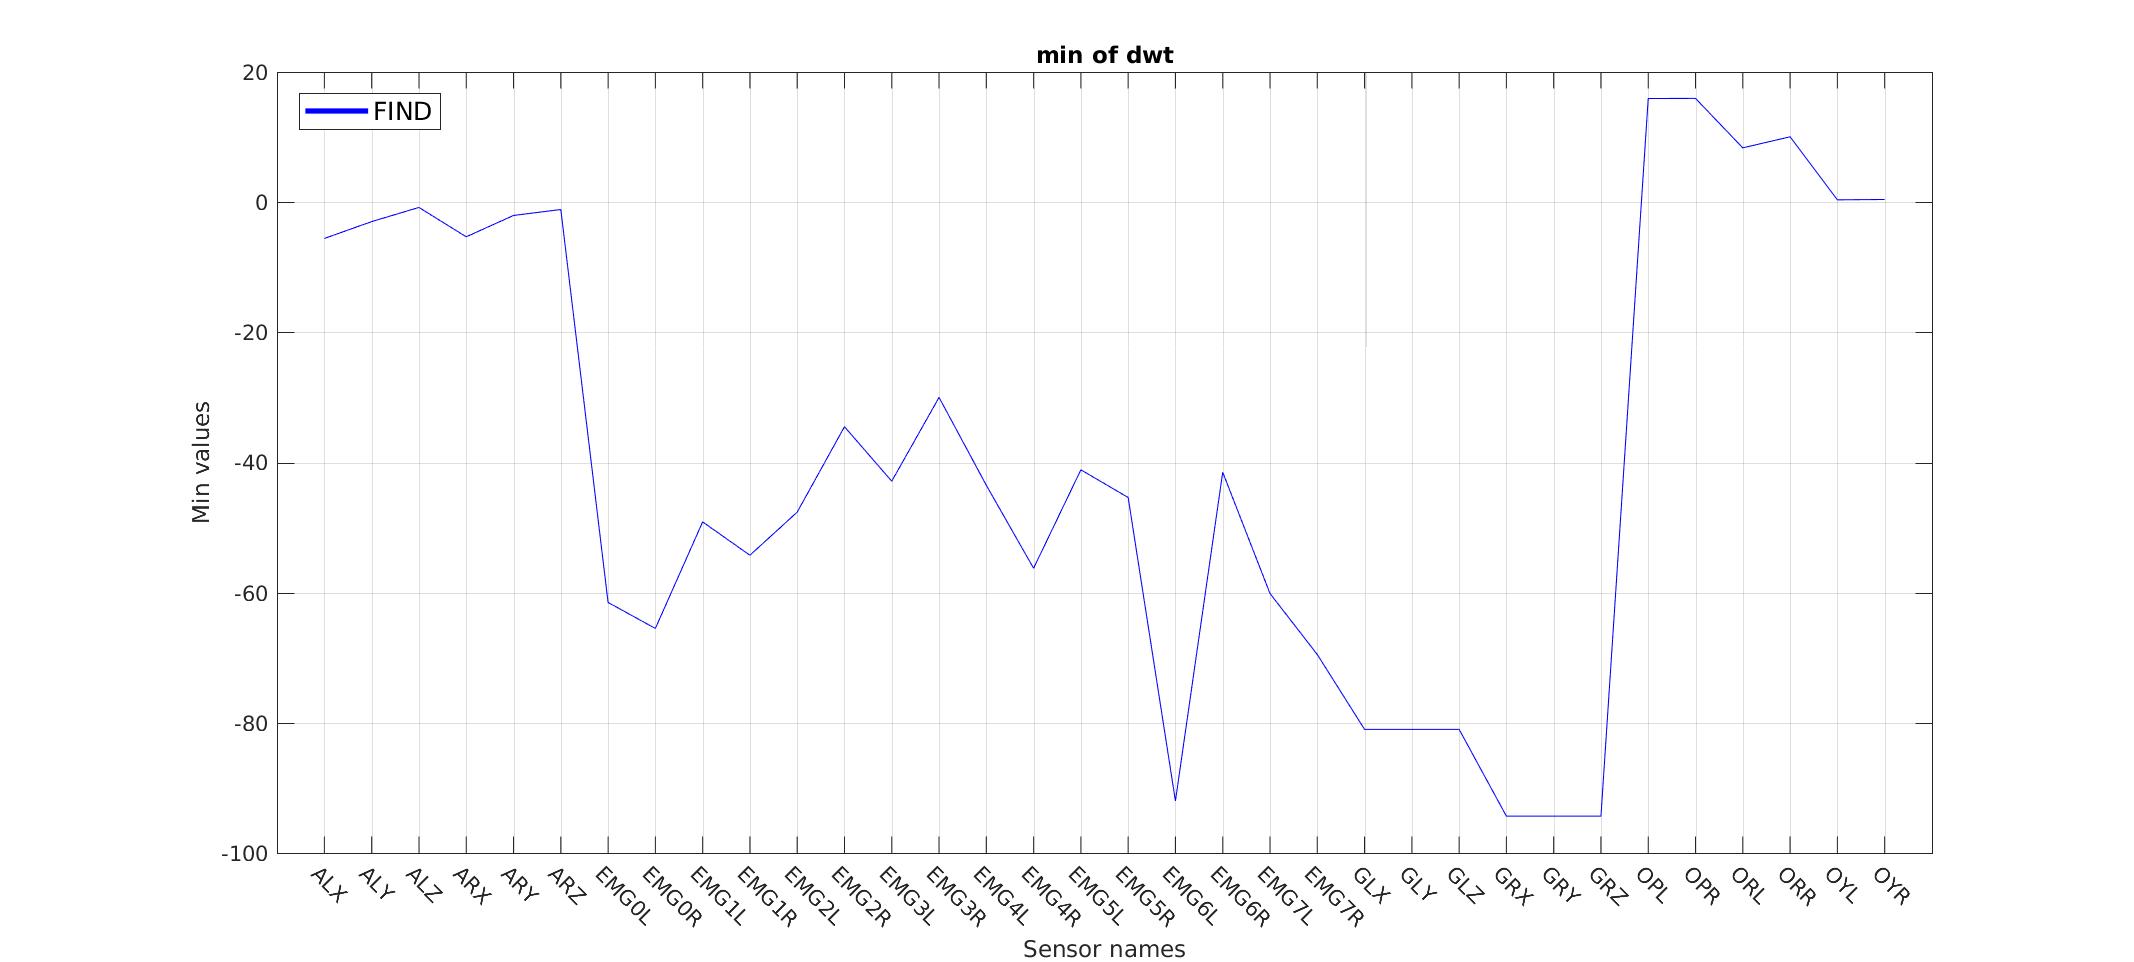 min of dwt
FIND
20
0
-20
-40
-60
-80
-100
Min values
ALX
ALY
ALZ
ARX
ARY
ARZ
EMG0L
EMG0R
EMG1L
EMG1R
EMG2L
EMG2R
EMG3L
EMG3R
EMG4L
EMG4R
EMG5L
EMG5R
EMG6L
EMG6R
EMG7L
EMG7R
GLX
GLY
GLZ
GRX
GRY
GRZ
OPL
OPR
ORL
ORR
OYL
OYR
Sensor names